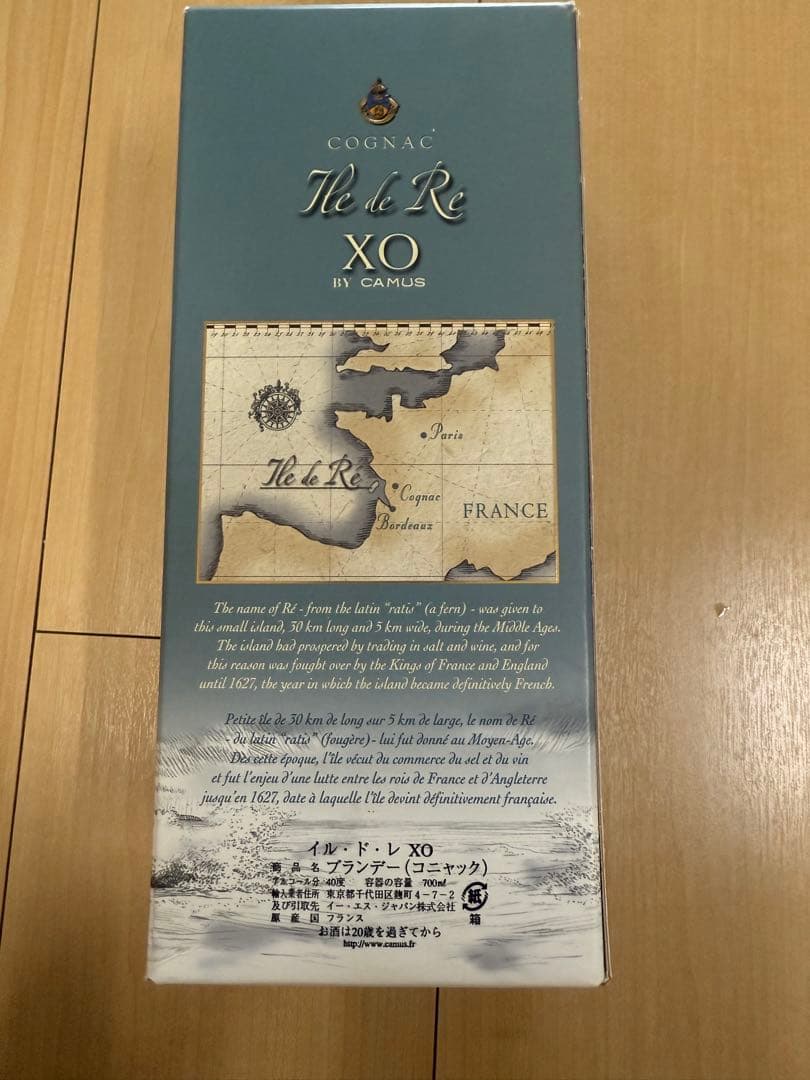 COGNAC
Ile de Ré
XO
BY CAMUS
Paris
Ile de Ré
Cognac
FRANCE
Bordeaux
The name of Ré - from the latin "ratis" (a fern) - was given to
this small island, 30 km long and 5 km wide, during the Middle Ages.
The island had prospered by trading in salt and wine, and for
this reason was fought over by the Kings of France and England
until 1627, the year in which the island became definitively French.
Petite île de 30 km de long sur 5 km de large, le nom de Ré
- du latin "ratis" (fougère) - lui fut donné au Moyen-Age.
Dès cette époque, l'île vécut du commerce du sel et du vin
et fut l'enjeu d'une lutte entre les rois de France et d'Angleterre
jusqu'en 1627, date à laquelle l'île devint définitivement française.
イル・ド・レ XO
商品名 ブランデー(コニャック)
アルコール分 40度 容器の容量 700ml
輸入業者住所 東京都千代田区麹町4-7-2
及び引取先 イー・エス・ジャパン株式会社
原産国 フランス
紙
箱
お酒は20歳を過ぎてから
http://www.camus.fr